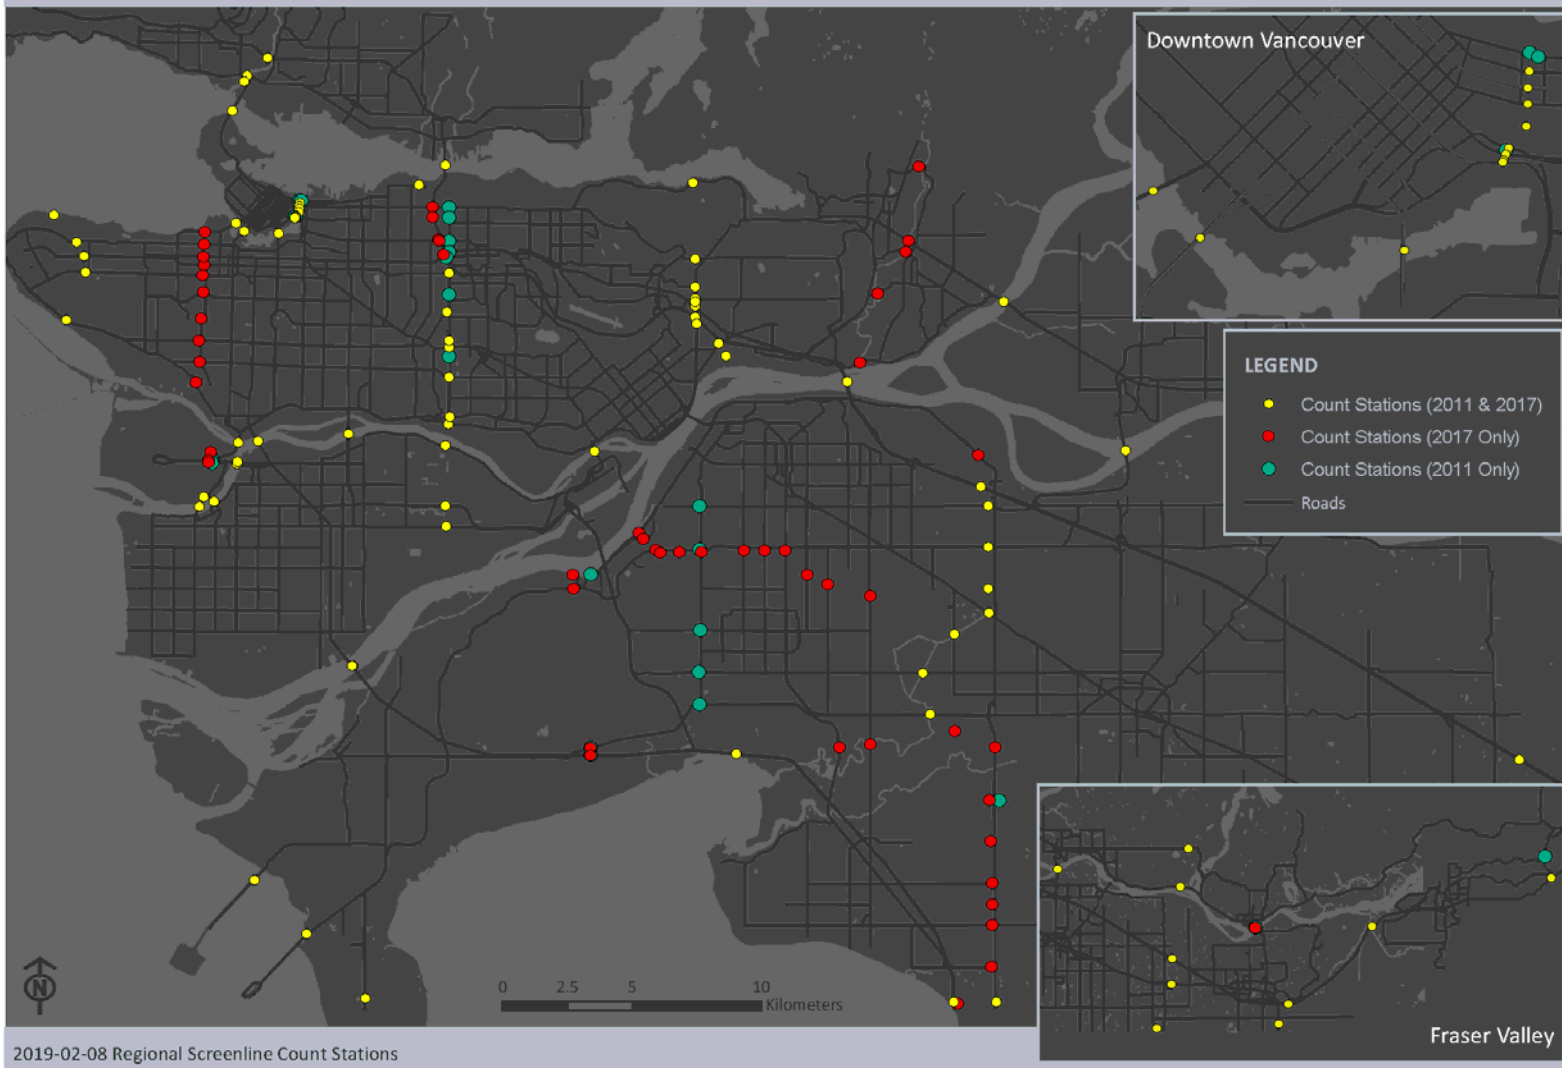 Downtown Vancouver
LEGEND
Count Stations (2011 & 2017)
Count Stations (2017 Only)
Count Stations (2011 Only)
Roads
N
0 2.5 5 10
Kilometers
Fraser Valley
2019-02-08 Regional Screenline Count Stations